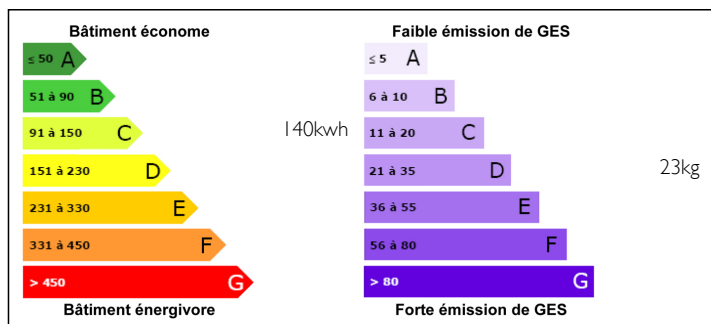 Bâtiment économe
≤ 50 A
51 à 90 B
91 à 150 C
140kwh
151 à 230 D
231 à 330 E
331 à 450 F
> 450 G
Bâtiment énergivore
Faible émission de GES
≤ 5 A
6 à 10 B
11 à 20 C
21 à 35 D
23kg
36 à 55 E
56 à 80 F
> 80 G
Forte émission de GES